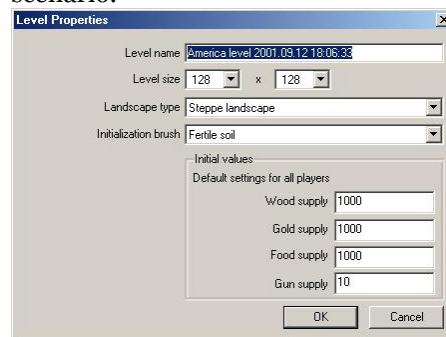 scenario.
Level Properties
Level name America level 2001.09.12 18:06:33
Level size 128 x 128
Landscape type Steppe landscape
Initialization brush Fertile soil
Initial values
Default settings for all players
Wood supply 1000
Gold supply 1000
Food supply 1000
Gun supply 10
OK Cancel